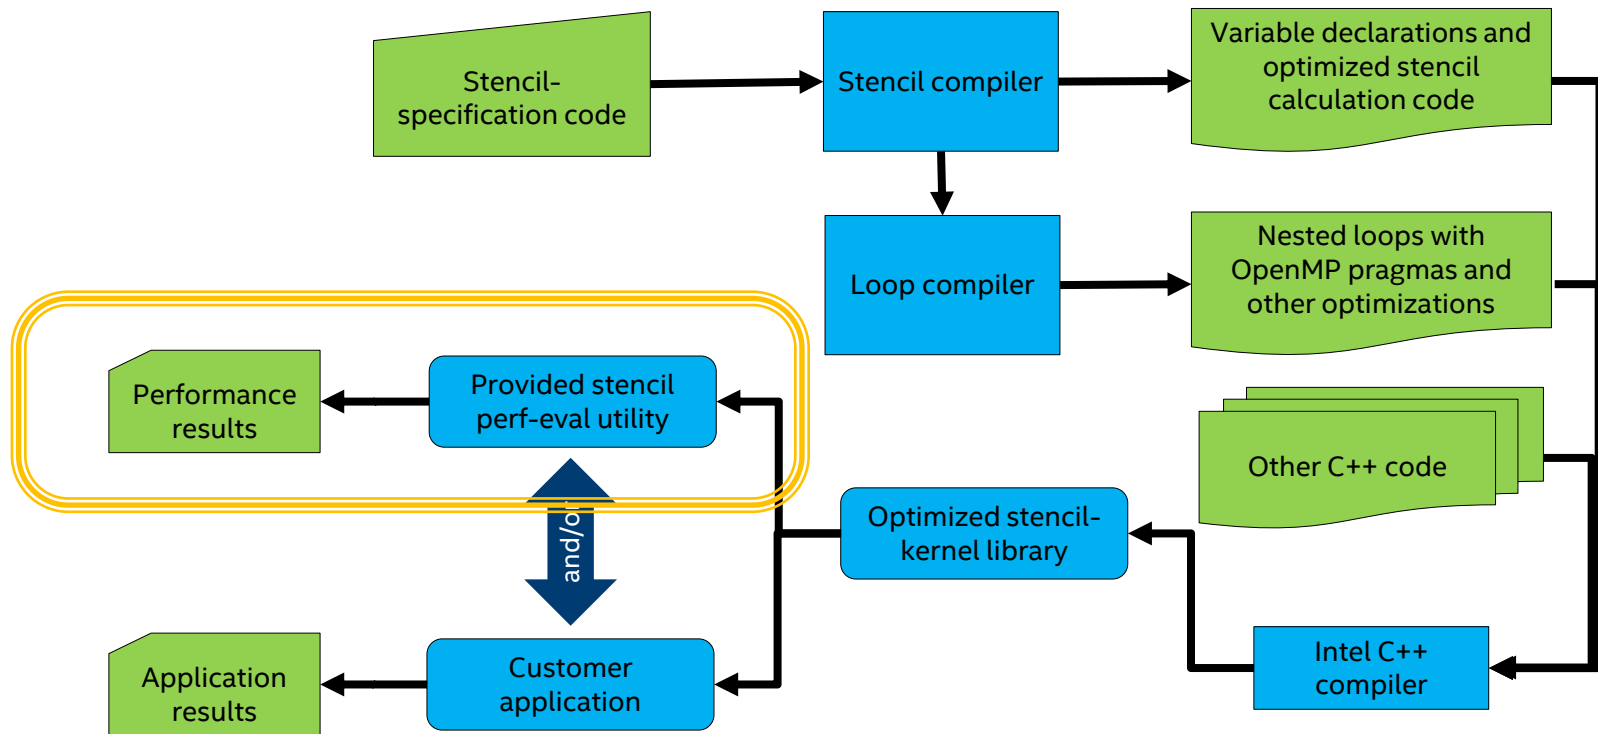 Stencil-
specification code
Stencil compiler
Variable declarations and
optimized stencil
calculation code
Loop compiler
Nested loops with
OpenMP pragmas and
other optimizations
Performance
results
Provided stencil
perf-eval utility
Other C++ code
and/or
Optimized stencil-
kernel library
Application
results
Customer
application
Intel C++
compiler